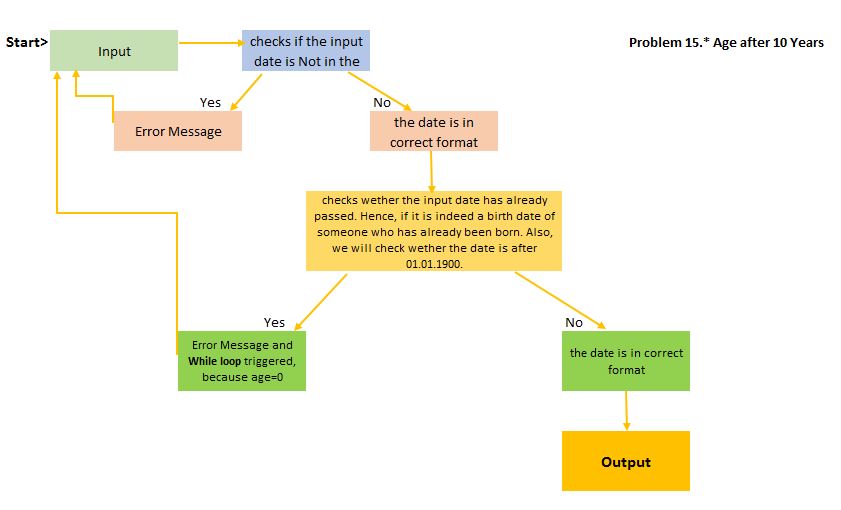 Start>
Input
checks if the input
date is Not in the
Problem 15.* Age after 10 Years
Yes
No
Error Message
the date is in
correct format
checks wether the input date has already
passed. Hence, if it is indeed a birth date of
someone who has already been born. Also,
we will check wether the date is after
01.01.1900.
Yes
No
Error Message and
While loop triggered,
because age=0
the date is in correct
format
Output